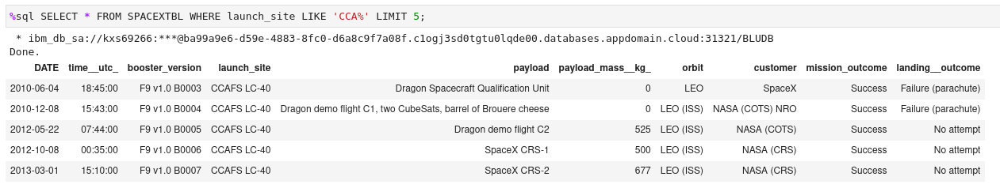 %sql SELECT * FROM SPACEXTBL WHERE launch_site LIKE 'CCA%' LIMIT 5;
* ibm_db_sa://kxs69266:***@ba99a9e6-d59e-4883-8fc0-d6a8c9f7a08f.c1ogj3sd0tgtu0lqde00.databases.appdomain.cloud:31321/BLUDB
Done.
DATE time__utc_ booster_version launch_site payload payload_mass__kg_ orbit customer mission_outcome landing__outcome
2010-06-04 18:45:00 F9 v1.0 B0003 CCAFS LC-40 Dragon Spacecraft Qualification Unit 0 LEO SpaceX Success Failure (parachute)
2010-12-08 15:43:00 F9 v1.0 B0004 CCAFS LC-40 Dragon demo flight C1, two CubeSats, barrel of Brouere cheese 0 LEO (ISS) NASA (COTS) NRO Success Failure (parachute)
2012-05-22 07:44:00 F9 v1.0 B0005 CCAFS LC-40 Dragon demo flight C2 525 LEO (ISS) NASA (COTS) Success No attempt
2012-10-08 00:35:00 F9 v1.0 B0006 CCAFS LC-40 SpaceX CRS-1 500 LEO (ISS) NASA (CRS) Success No attempt
2013-03-01 15:10:00 F9 v1.0 B0007 CCAFS LC-40 SpaceX CRS-2 677 LEO (ISS) NASA (CRS) Success No attempt